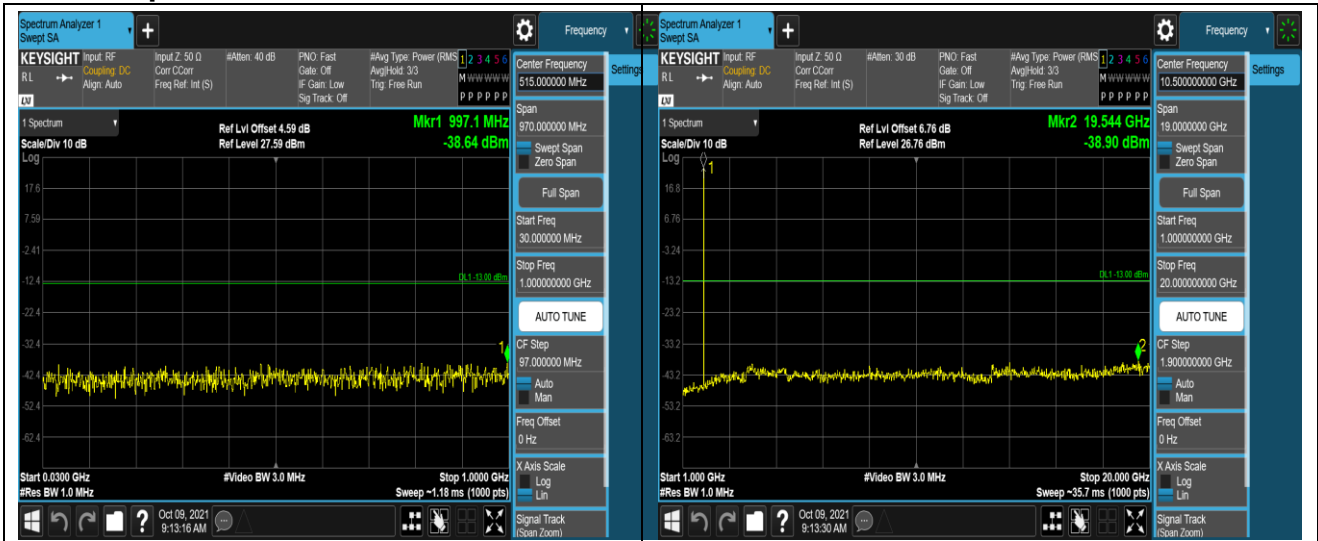 Spectrum Analyzer 1
Swept SA
Frequency
KEYSIGHT
Input: RF
Input Z: 50 Ω
#Atten: 40 dB
PNO: Fast
#Avg Type: Power (RMS
1 2 3 4 5 6
RL
Coupling: DC
Corr CCorr
Gate: Off
Avg|Hold: 3/3
M W W W W W
Align: Auto
Freq Ref: Int (S)
IF Gain: Low
Trig: Free Run
Sig Track: Off
P P P P P P
LXI
1 Spectrum
Ref Lvl Offset 4.59 dB
Mkr1 997.1 MHz
Scale/Div 10 dB
Ref Level 27.59 dBm
-38.64 dBm
Log
17.6
7.59
-2.41
DL1 -13.00 dBm
-12.4
-22.4
-32.4
1
-42.4
-52.4
-62.4
Start 0.0300 GHz
#Video BW 3.0 MHz
Stop 1.0000 GHz
#Res BW 1.0 MHz
Sweep ~1.18 ms (1000 pts)
Center Frequency
515.000000 MHz
Settings
Span
970.000000 MHz
Swept Span
Zero Span
Full Span
Start Freq
30.000000 MHz
Stop Freq
1.000000000 GHz
AUTO TUNE
CF Step
97.000000 MHz
Auto
Man
Freq Offset
0 Hz
X Axis Scale
Log
Lin
Signal Track
(Span Zoom)
?
Oct 09, 2021
9:13:16 AM
Spectrum Analyzer 1
Swept SA
Frequency
KEYSIGHT
Input: RF
Input Z: 50 Ω
#Atten: 30 dB
PNO: Fast
#Avg Type: Power (RMS
1 2 3 4 5 6
RL
Coupling: DC
Corr CCorr
Gate: Off
Avg|Hold: 3/3
M W W W W W
Align: Auto
Freq Ref: Int (S)
IF Gain: Low
Trig: Free Run
Sig Track: Off
P P P P P P
LXI
1 Spectrum
Ref Lvl Offset 6.76 dB
Mkr2 19.544 GHz
Scale/Div 10 dB
Ref Level 26.76 dBm
-38.90 dBm
Log
1
16.8
6.76
-3.24
DL1 -13.00 dBm
-13.2
-23.2
-33.2
2
-43.2
-53.2
-63.2
Start 1.000 GHz
#Video BW 3.0 MHz
Stop 20.000 GHz
#Res BW 1.0 MHz
Sweep ~35.7 ms (1000 pts)
Center Frequency
10.500000000 GHz
Settings
Span
19.0000000 GHz
Swept Span
Zero Span
Full Span
Start Freq
1.000000000 GHz
Stop Freq
20.000000000 GHz
AUTO TUNE
CF Step
1.900000000 GHz
Auto
Man
Freq Offset
0 Hz
X Axis Scale
Log
Lin
Signal Track
(Span Zoom)
?
Oct 09, 2021
9:13:30 AM